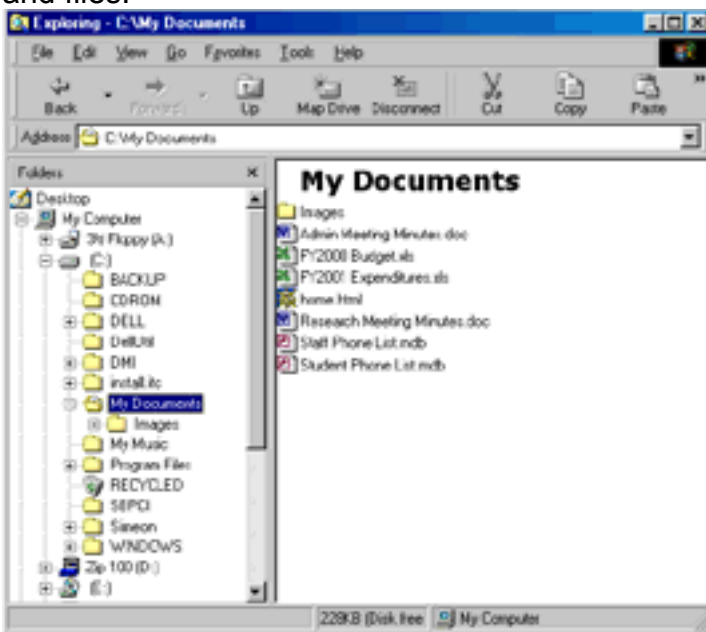 and files.
Exploring - C:\My Documents
File Edit View Go Favorites Tools Help
Back Forward Up Map Drive Disconnect Cut Copy Paste »
Address C:\My Documents
Folders
Desktop
My Computer
3½ Floppy (A:)
(C:)
BACKUP
CDROM
DELL
DellUtil
DMI
install.itc
My Documents
Images
My Music
Program Files
RECYCLED
Simeon
WINDOWS
Zip 100 (D:)
(E:)
My Documents
Images
Admin Meeting Minutes.doc
FY2000 Budget.xls
FY2001 Expenditures.xls
home.html
Research Meeting Minutes.doc
Staff Phone List.mdb
Student Phone List.mdb
228KB (Disk free My Computer